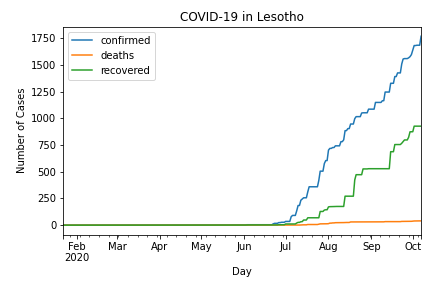 COVID-19 in Lesotho
confirmed
deaths
recovered
Number of Cases
1750
1500
1250
1000
750
500
250
0
Feb Mar Apr May Jun Jul Aug Sep Oct
2020
Day